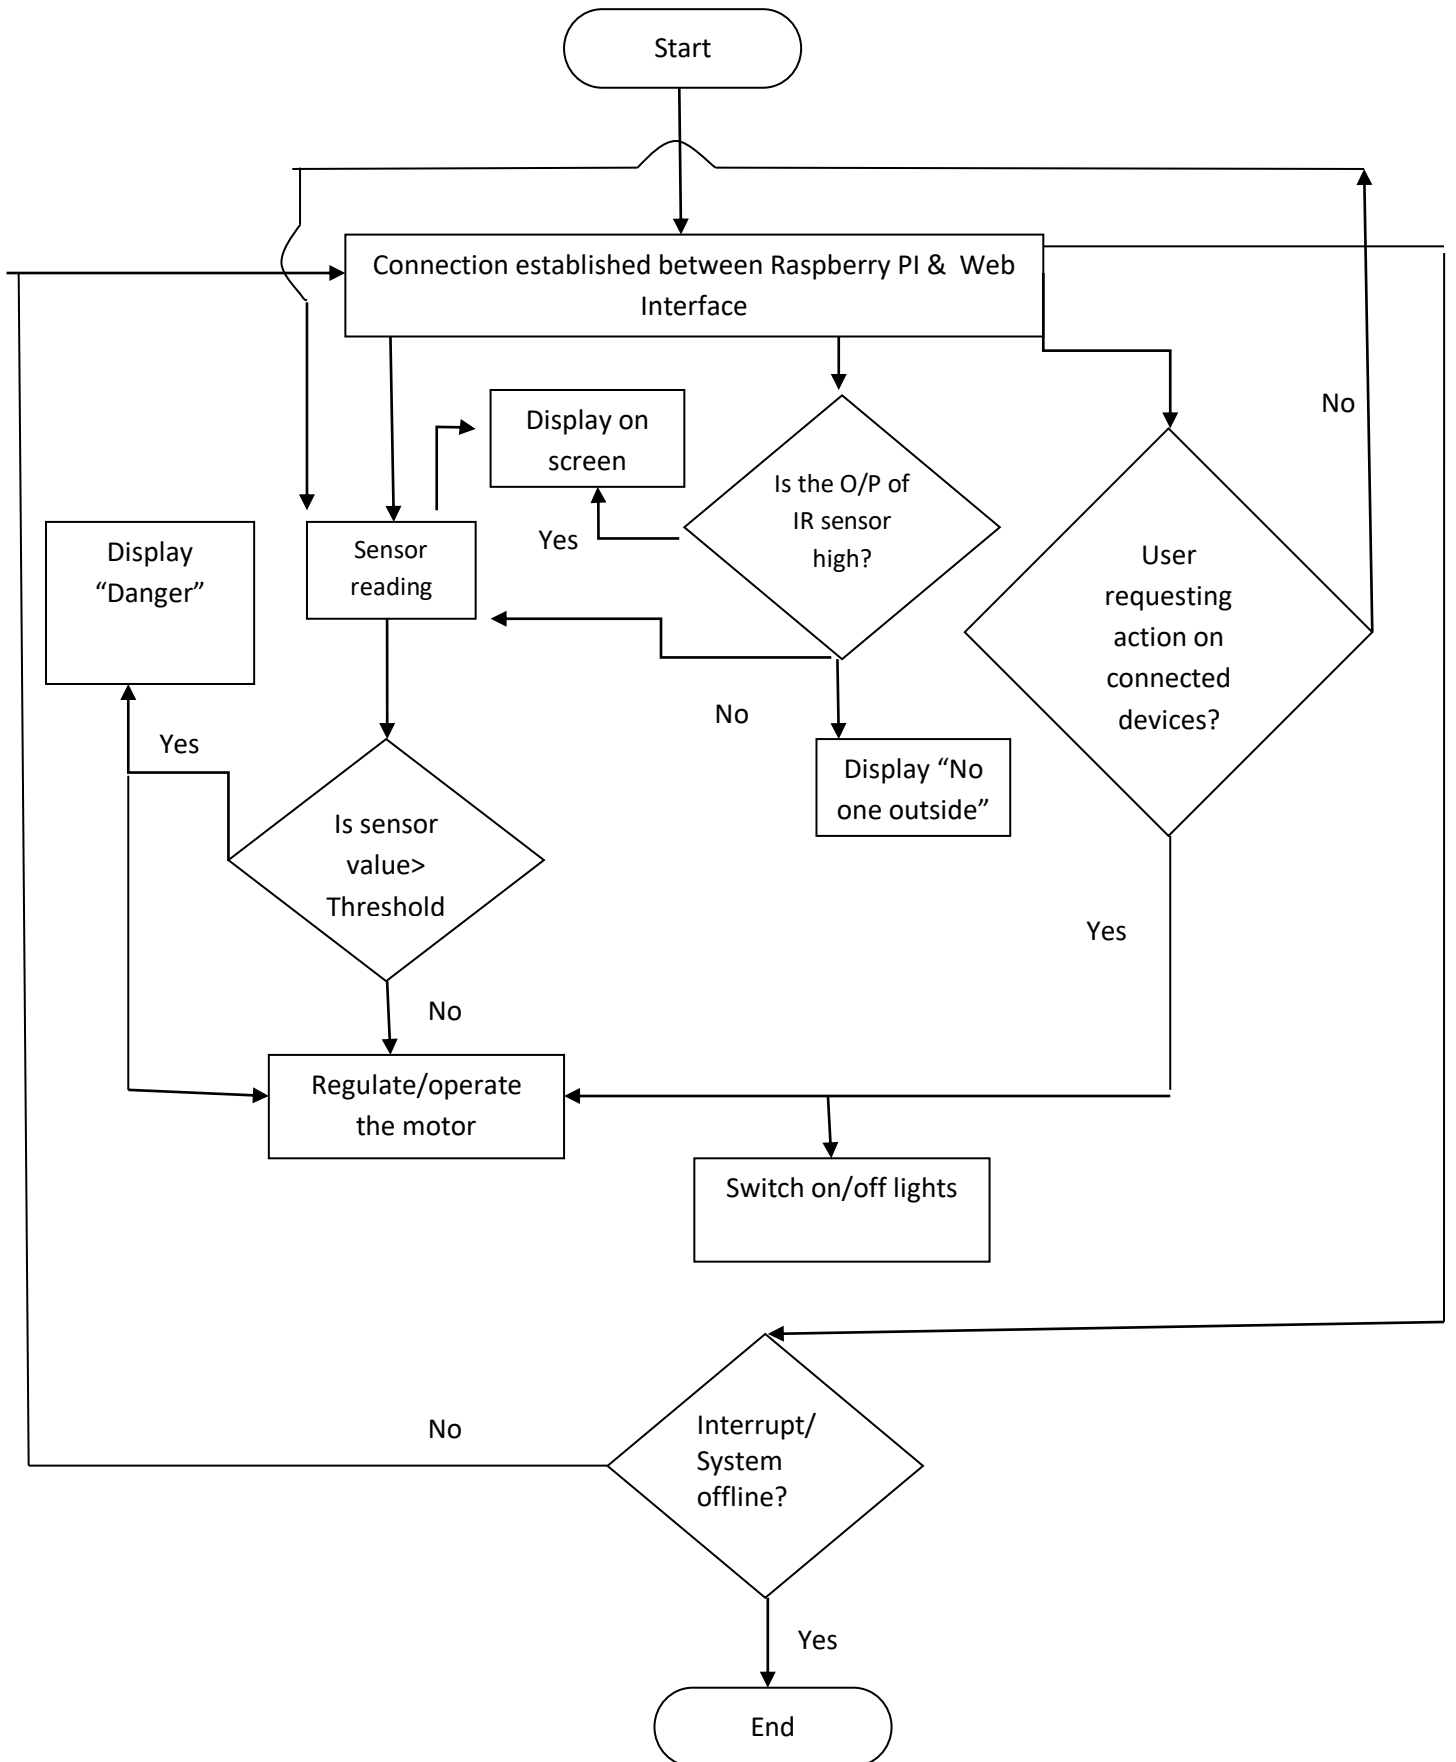 Start
Connection established between Raspberry PI &  Web
Interface
No
Display on
screen
Is the O/P of
IR sensor
high?
Yes
Display
“Danger”
Sensor
reading
User
requesting
action on
connected
devices?
No
Yes
Display “No
one outside”
Is sensor
value>
Threshold
Yes
No
Regulate/operate
the motor
Switch on/off lights
No
Interrupt/
System
offline?
Yes
End